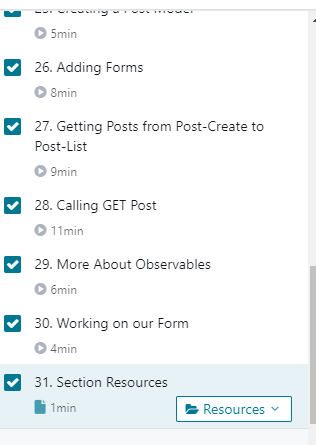 25. Creating a Post Model
5min
26. Adding Forms
8min
27. Getting Posts from Post-Create to
Post-List
9min
28. Calling GET Post
11min
29. More About Observables
6min
30. Working on our Form
4min
31. Section Resources
1min Resources